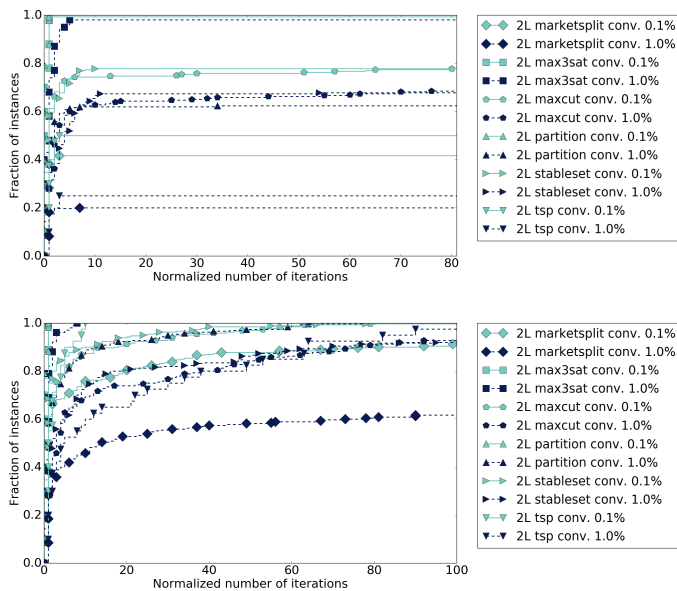 1.0
0.8
0.6
0.4
0.2
0.0
Fraction of instances
0 10 20 30 40 50 60 70 80
Normalized number of iterations
2L marketsplit conv. 0.1%
2L marketsplit conv. 1.0%
2L max3sat conv. 0.1%
2L max3sat conv. 1.0%
2L maxcut conv. 0.1%
2L maxcut conv. 1.0%
2L partition conv. 0.1%
2L partition conv. 1.0%
2L stableset conv. 0.1%
2L stableset conv. 1.0%
2L tsp conv. 0.1%
2L tsp conv. 1.0%
1.0
0.8
0.6
0.4
0.2
0.0
Fraction of instances
0 20 40 60 80 100
Normalized number of iterations
2L marketsplit conv. 0.1%
2L marketsplit conv. 1.0%
2L max3sat conv. 0.1%
2L max3sat conv. 1.0%
2L maxcut conv. 0.1%
2L maxcut conv. 1.0%
2L partition conv. 0.1%
2L partition conv. 1.0%
2L stableset conv. 0.1%
2L stableset conv. 1.0%
2L tsp conv. 0.1%
2L tsp conv. 1.0%